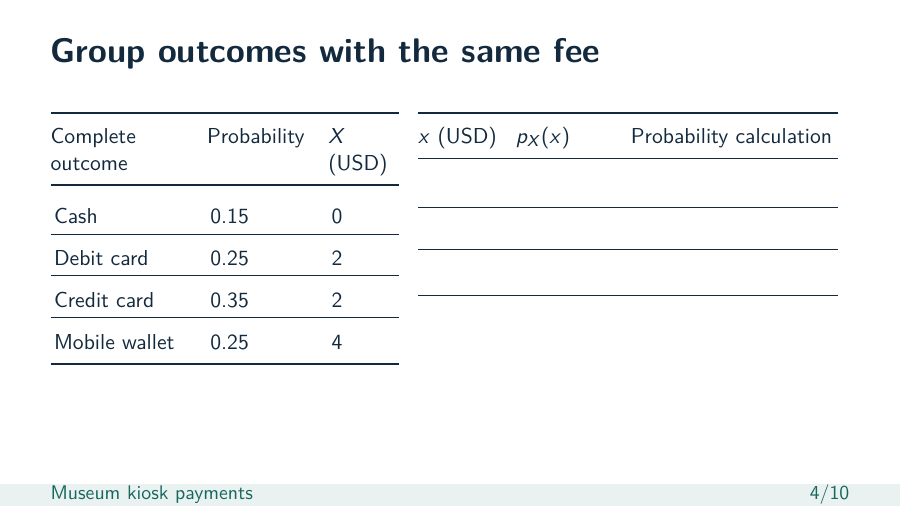 Group outcomes with the same fee
Complete outcome Probability X (USD)
Cash 0.15 0
Debit card 0.25 2
Credit card 0.35 2
Mobile wallet 0.25 4
x (USD) pX(x) Probability calculation
Museum kiosk payments 4/10